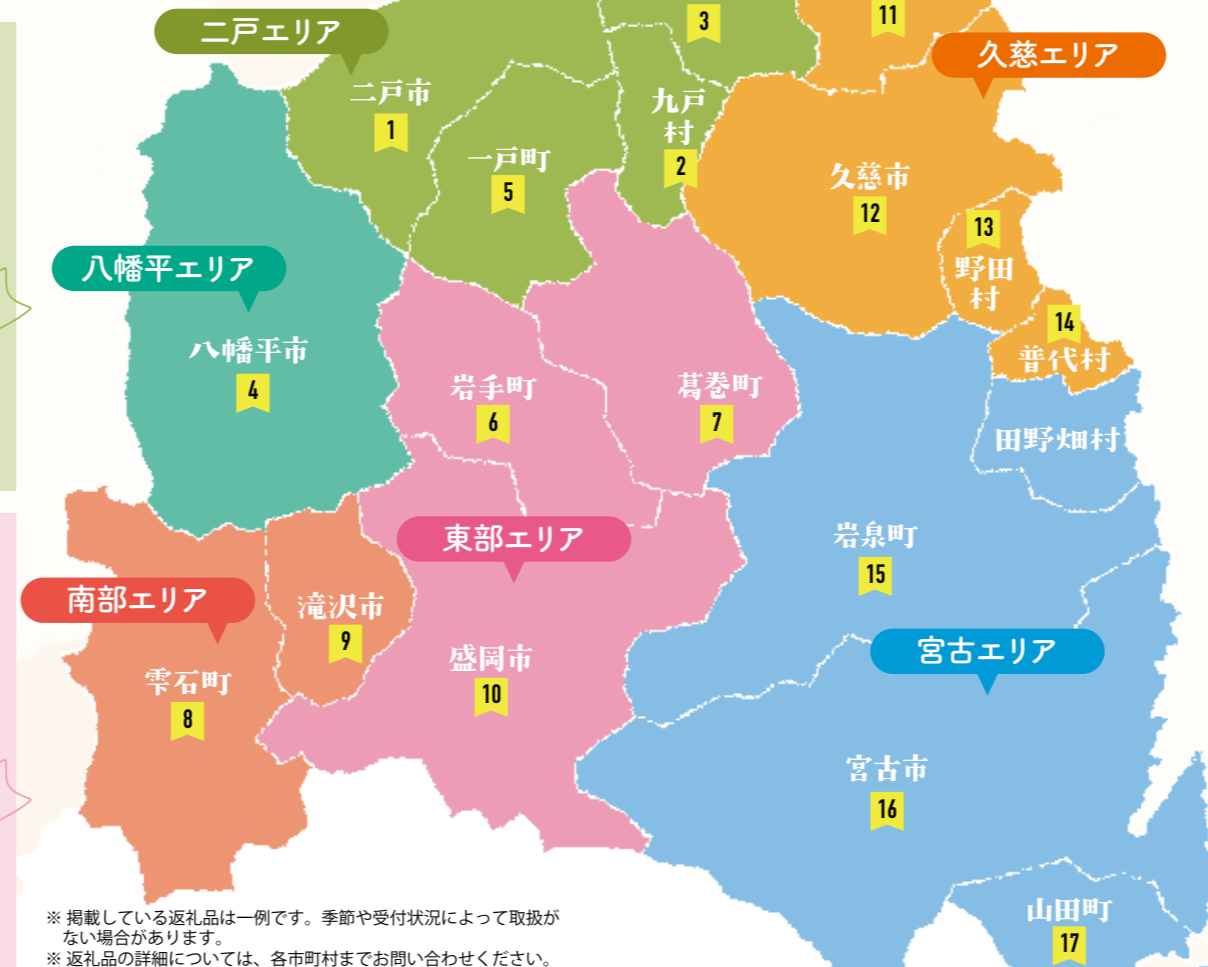 二戸エリア
3
11
久慈エリア
二戸市
1
九戸
村
2
一戸町
5
久慈市
12
13
野田
村
八幡平エリア
八幡平市
4
14
普代村
岩手町
6
葛巻町
7
田野畑村
東部エリア
岩泉町
15
南部エリア
滝沢市
9
宮古エリア
盛岡市
10
雫石町
8
宮古市
16
山田町
17
※ 掲載している返礼品は一例です。季節や受付状況によって取扱が
ない場合があります。
※ 返礼品の詳細については、各市町村までお問い合わせください。